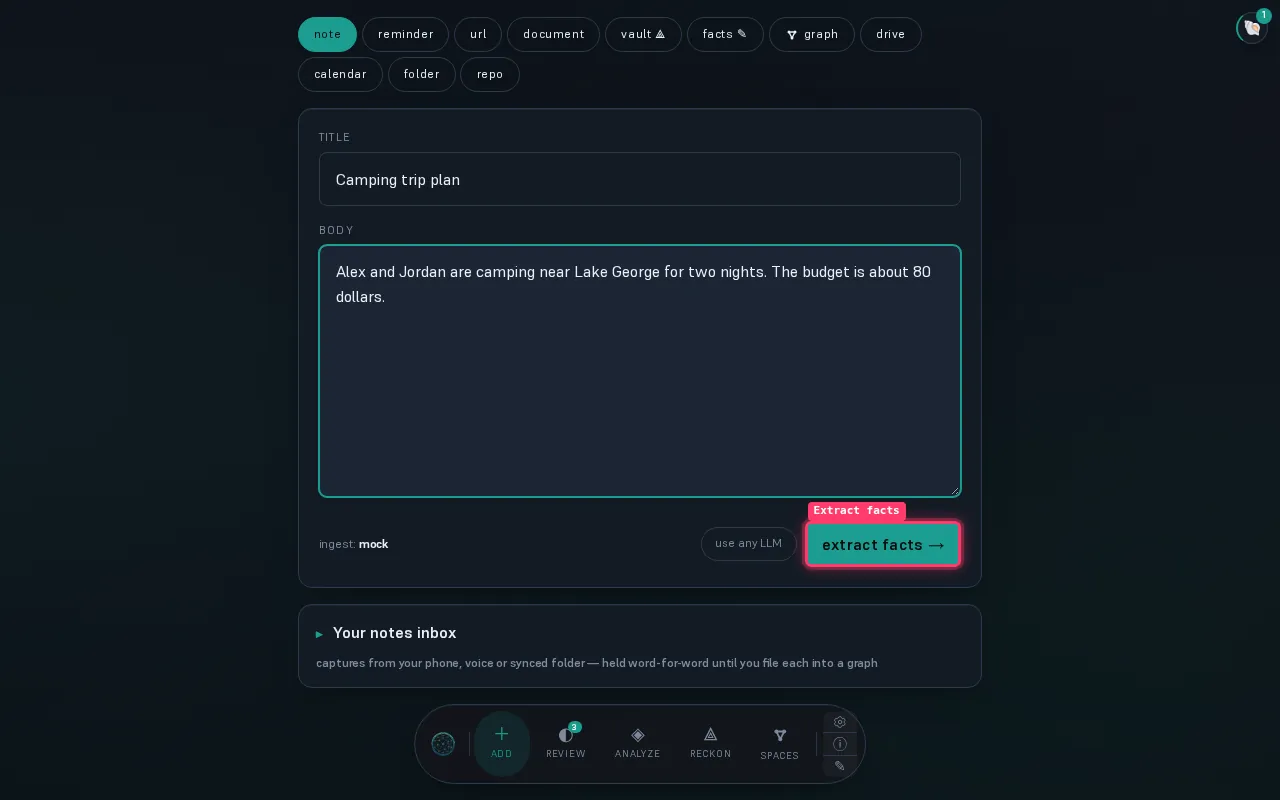 note reminder url document vault facts graph drive
1
calendar folder repo
TITLE
Camping trip plan
BODY
Alex and Jordan are camping near Lake George for two nights. The budget is about 80
dollars.
Extract facts
ingest: mock use any LLM extract facts →
▸ Your notes inbox
captures from your phone, voice or synced folder — held word-for-word until you file each into a graph
3
ADD REVIEW ANALYZE RECKON SPACES